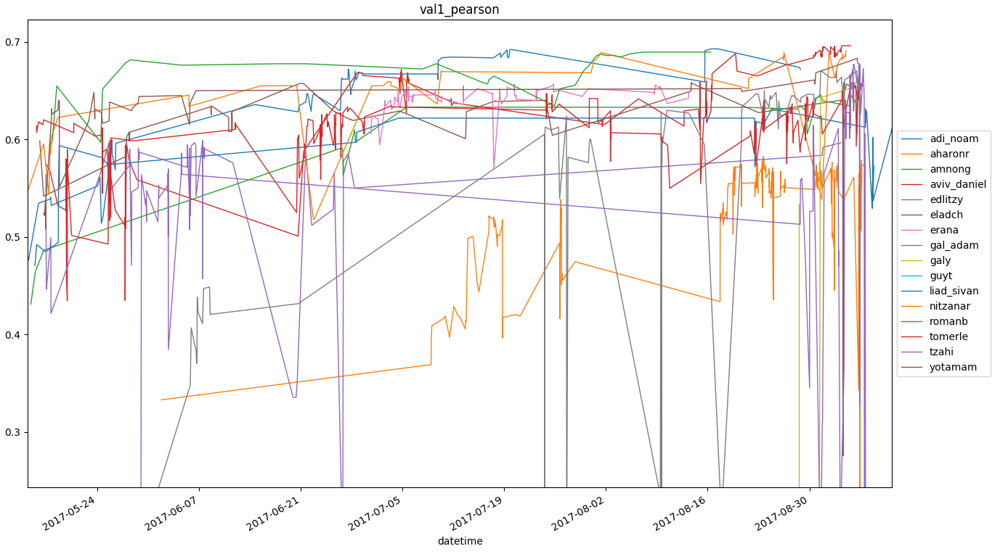 val1_pearson
0.7
0.6
0.5
0.4
0.3
2017-05-24
2017-06-07
2017-06-21
2017-07-05
2017-07-19
2017-08-02
2017-08-16
2017-08-30
datetime
adi_noam
aharonr
amnong
aviv_daniel
edlitzy
eladch
erana
gal_adam
galy
guyt
liad_sivan
nitzanar
romanb
tomerle
tzahi
yotamam